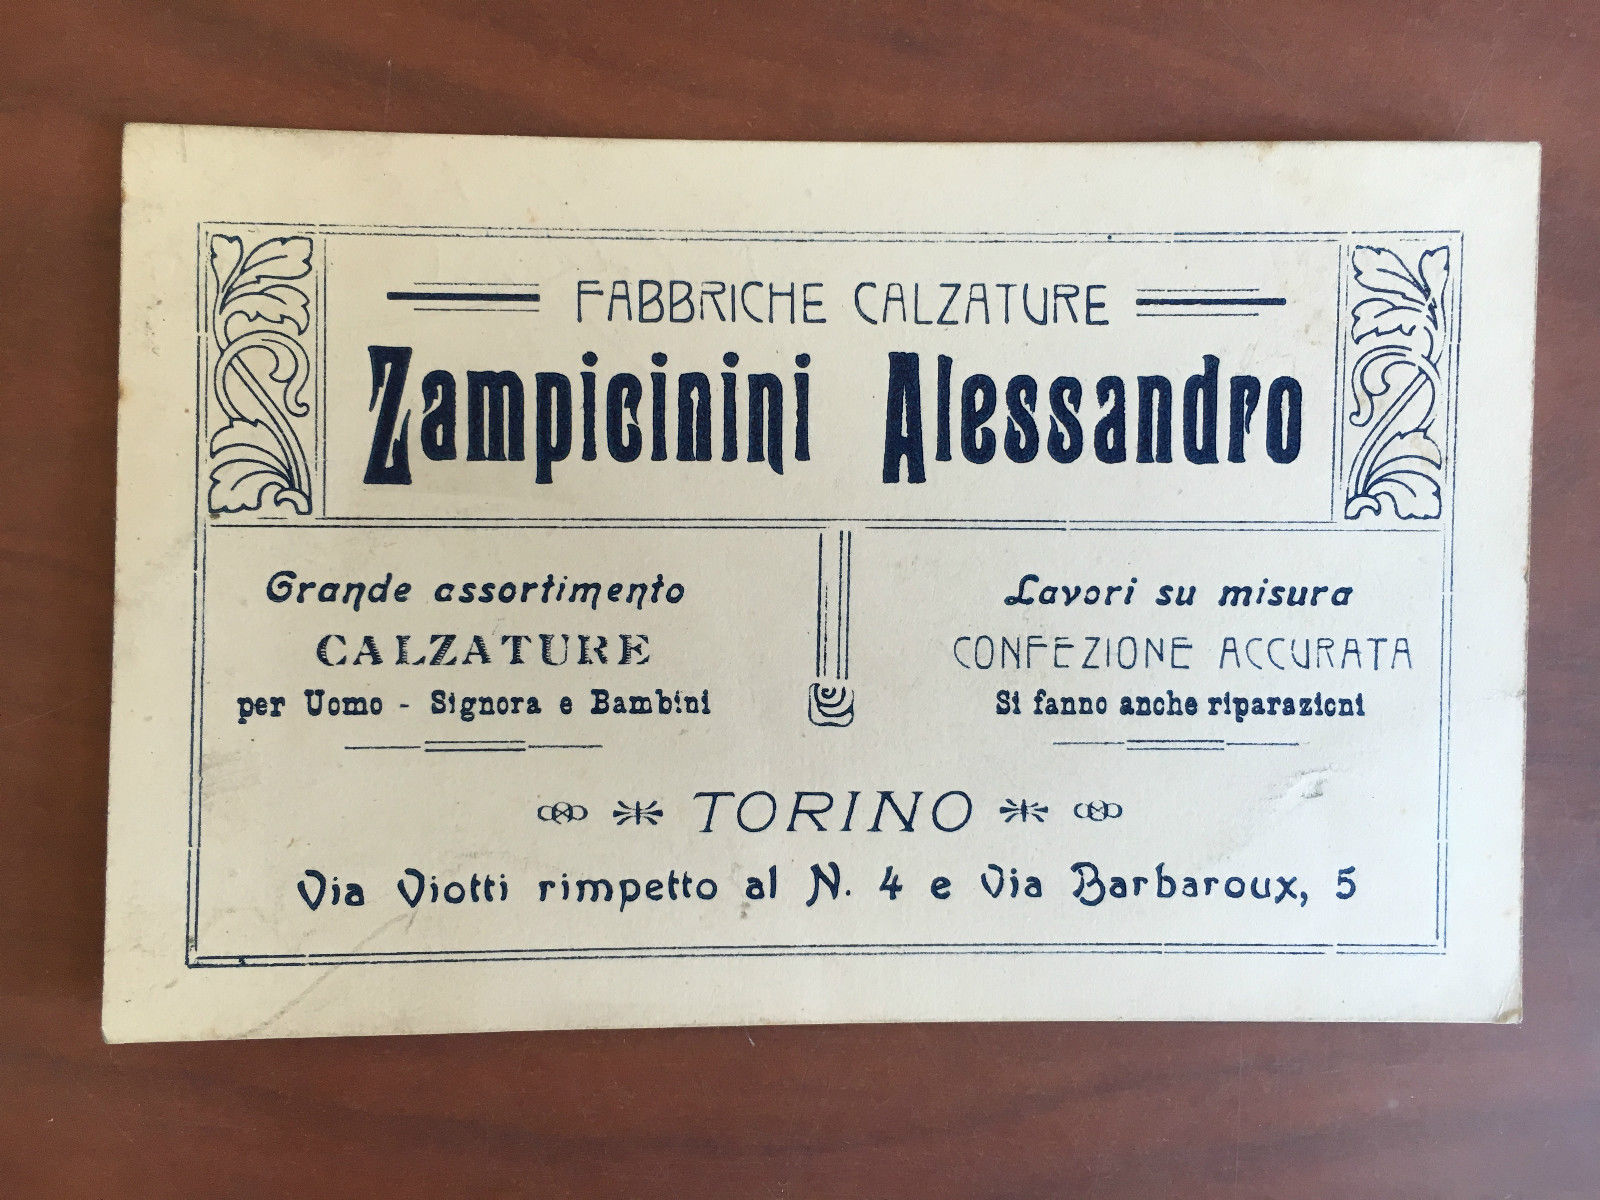 FABBRICHE CALZATURE
Zampicinini Alessandro
Grande assortimento
CALZATURE
per Uomo - Signora e Bambini
Lavori su misura
CONFEZIONE ACCURATA
Si fanno anche riparazioni
TORINO
Via Viotti rimpetto al N. 4 e Via Barbaroux, 5